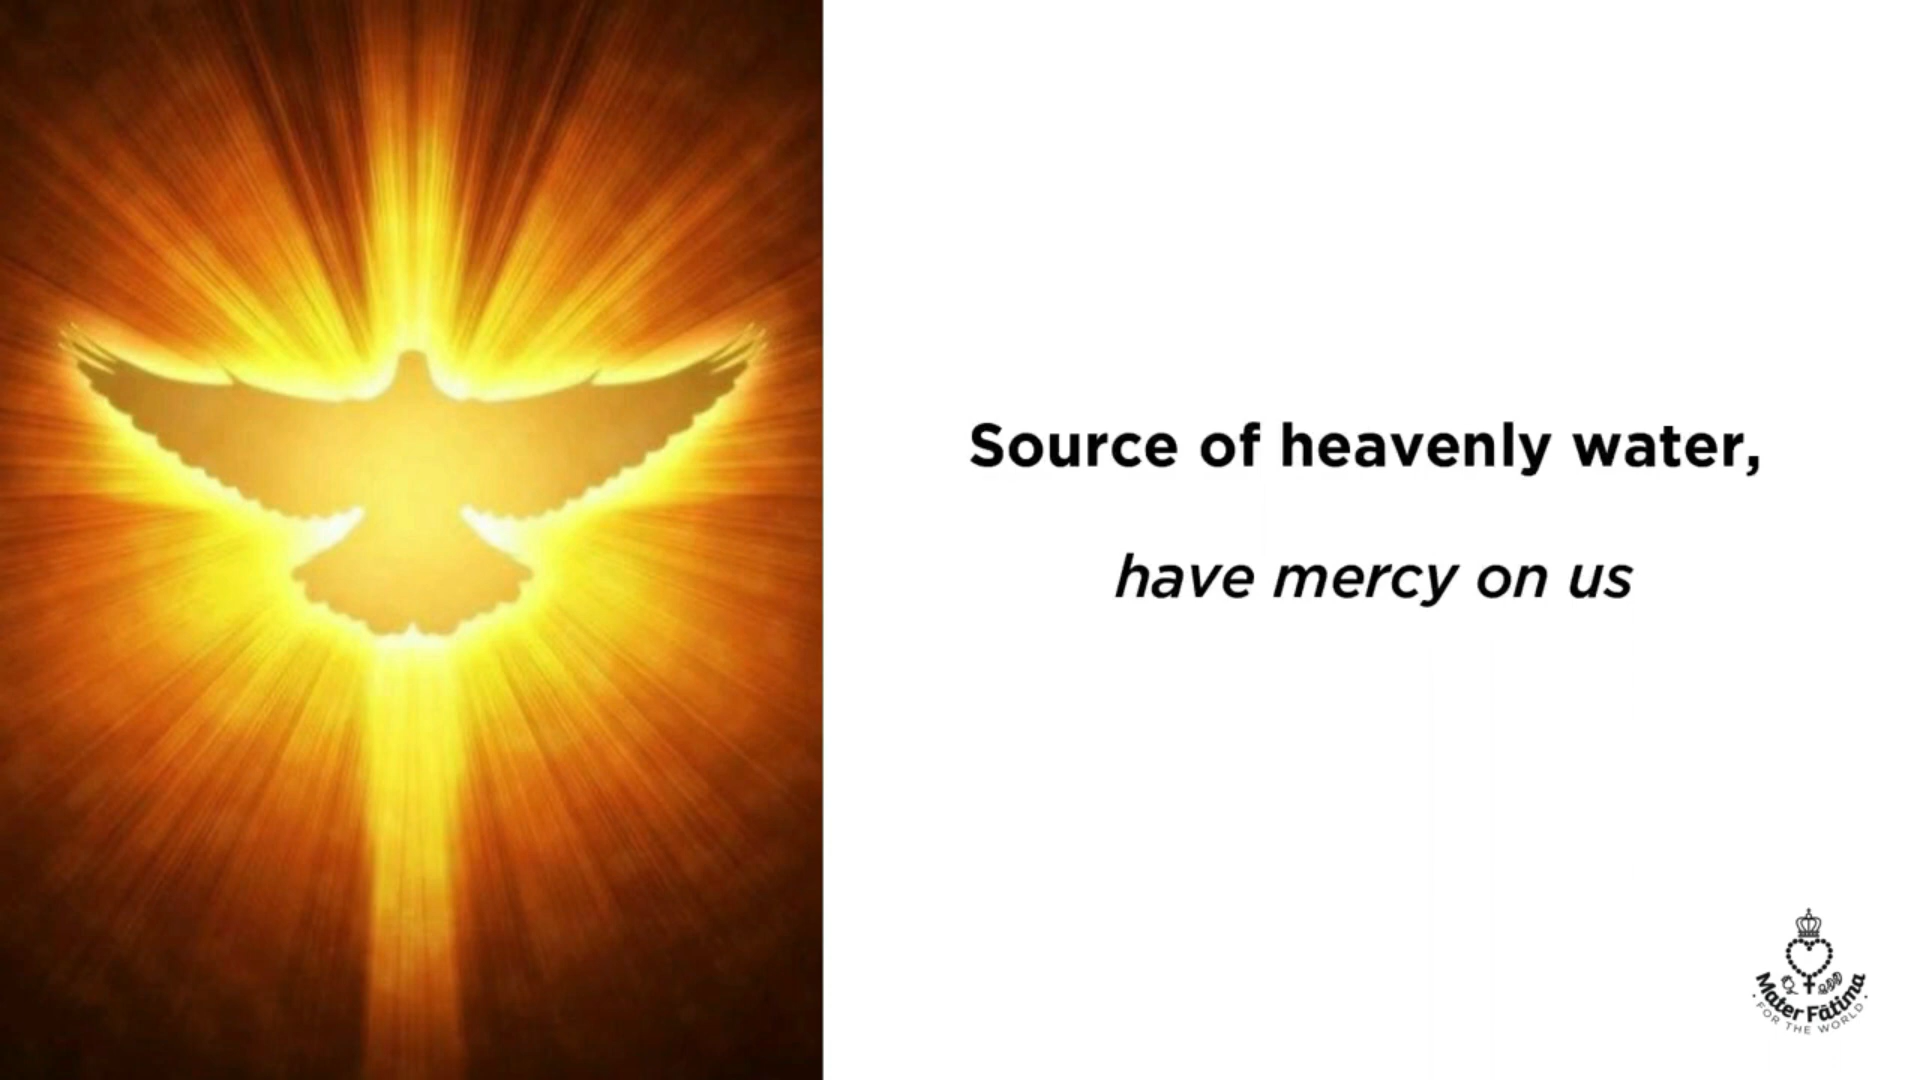 Source of heavenly water,
have mercy on us
Mater Fátima
· FOR THE WORLD ·